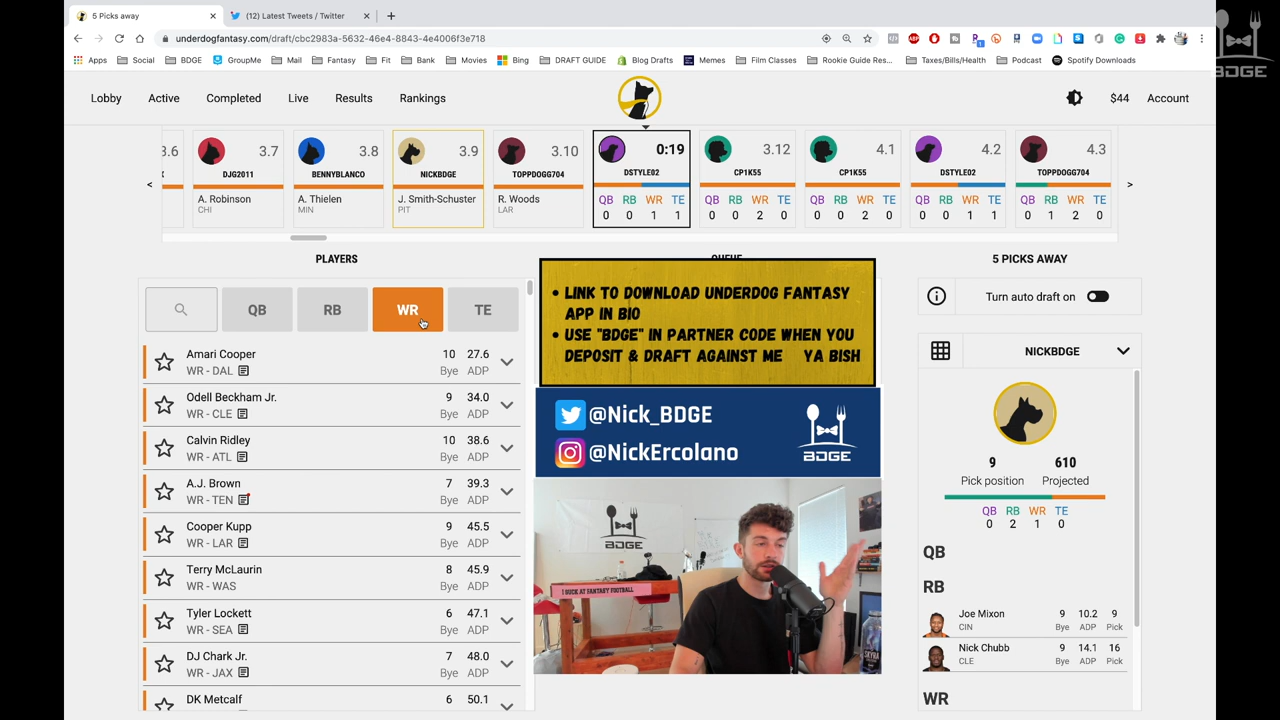 5 Picks away
(12) Latest Tweets / Twitter
underdogfantasy.com/draft/cbc2983a-5632-46e4-8843-4e4006f3e718
Apps
Social
BDGE
GroupMe
Mail
Fantasy
Fit
Bank
Movies
Bing
DRAFT GUIDE
Blog Drafts
Memes
Film Classes
Rookie Guide Res...
Taxes/Bills/Health
Podcast
Spotify Downloads
BDGE
Lobby
Active
Completed
Live
Results
Rankings
$44
Account
<
3.6
3.7
DJG2011
A. Robinson
CHI
3.8
BENNYBLANCO
A. Thielen
MIN
3.9
NICKBDGE
J. Smith-Schuster
PIT
3.10
TOPPDOGG704
R. Woods
LAR
0:19
DSTYLE02
QB RB WR TE
0 0 1 1
3.12
CP1K55
QB RB WR TE
0 0 2 0
4.1
CP1K55
QB RB WR TE
0 0 2 0
4.2
DSTYLE02
QB RB WR TE
0 0 1 1
4.3
TOPPDOGG704
QB RB WR TE
0 1 2 0
>
PLAYERS
QUEUE
5 PICKS AWAY
QB
RB
WR
TE
Amari Cooper 10 27.6
WR - DAL Bye ADP
Odell Beckham Jr. 9 34.0
WR - CLE Bye ADP
Calvin Ridley 10 38.6
WR - ATL Bye ADP
A.J. Brown 7 39.3
WR - TEN Bye ADP
Cooper Kupp 9 45.5
WR - LAR Bye ADP
Terry McLaurin 8 45.9
WR - WAS Bye ADP
Tyler Lockett 6 47.1
WR - SEA Bye ADP
DJ Chark Jr. 7 48.0
WR - JAX Bye ADP
DK Metcalf 6 50.1
• LINK TO DOWNLOAD UNDERDOG FANTASY
APP IN BIO
• USE "BDGE" IN PARTNER CODE WHEN YOU
DEPOSIT & DRAFT AGAINST ME YA BISH
@Nick_BDGE
@NickErcolano
BDGE
BDGE
I SUCK AT FANTASY FOOTBALL
Turn auto draft on
NICKBDGE
9 610
Pick position Projected
QB RB WR TE
0 2 1 0
QB
RB
Joe Mixon 9 10.2 9
CIN Bye ADP Pick
Nick Chubb 9 14.1 16
CLE Bye ADP Pick
WR